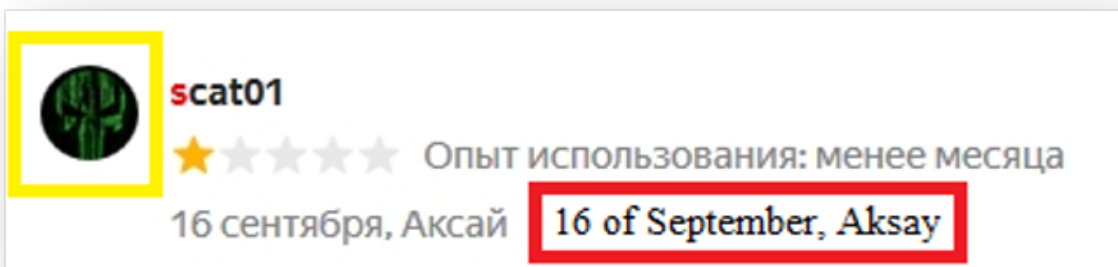 scat01
Опыт использования: менее месяца
16 сентября, Аксай 16 of September, Aksay